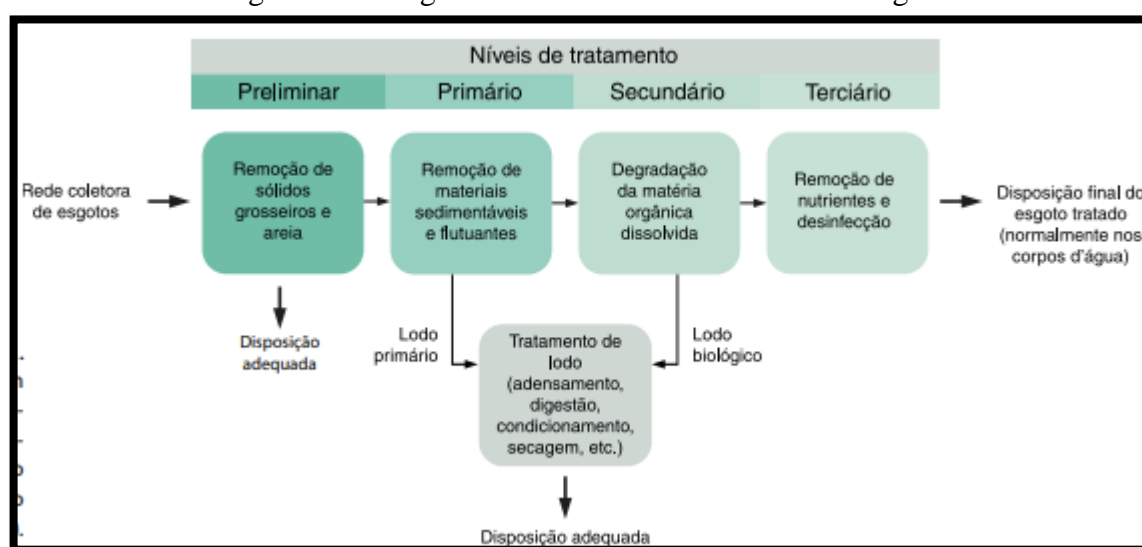 Níveis de tratamento
Preliminar
Primário
Secundário
Terciário
Rede coletora
de esgotos
Remoção de
sólidos
grosseiros e
areia
Remoção de
materiais
sedimentáveis
e flutuantes
Degradação
da matéria
orgânica
dissolvida
Remoção de
nutrientes e
desinfecção
Disposição final do
esgoto tratado
(normalmente nos
corpos d'água)
Disposição
adequada
Lodo
primário
Tratamento de
lodo
(adensamento,
digestão,
condicionamento,
secagem, etc.)
Lodo
biológico
Disposição adequada